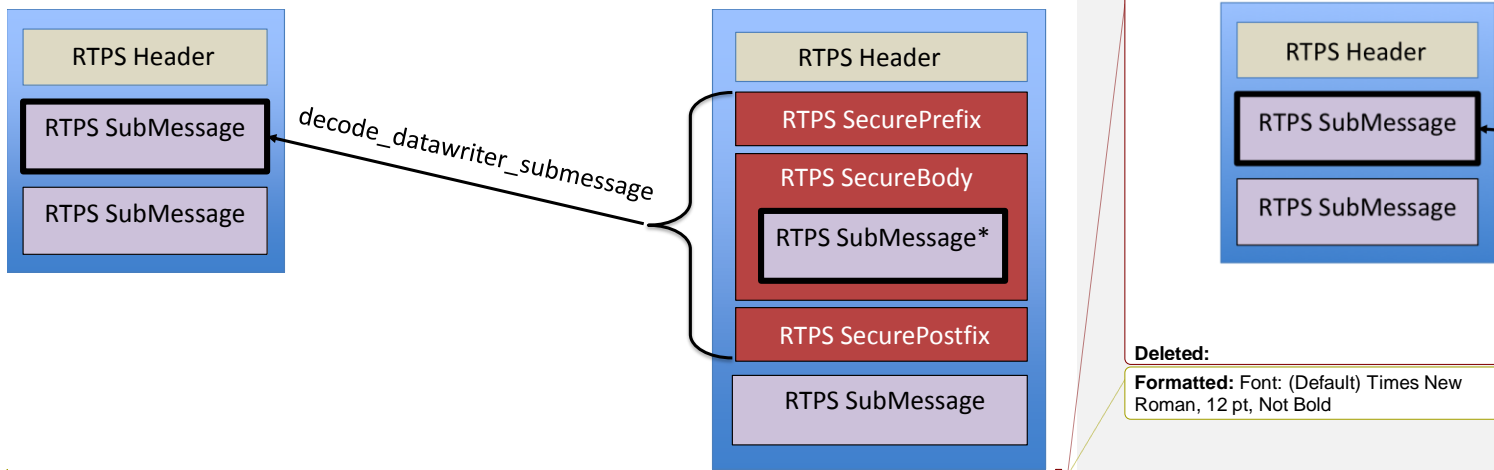 RTPS Header
RTPS SubMessage
RTPS SubMessage
decode_datawriter_submessage
RTPS Header
RTPS SecurePrefix
RTPS SecureBody
RTPS SubMessage*
RTPS SecurePostfix
RTPS SubMessage
RTPS Header
RTPS SubMessage
RTPS SubMessage
Deleted:
Formatted: Font: (Default) Times New
Roman, 12 pt, Not Bold